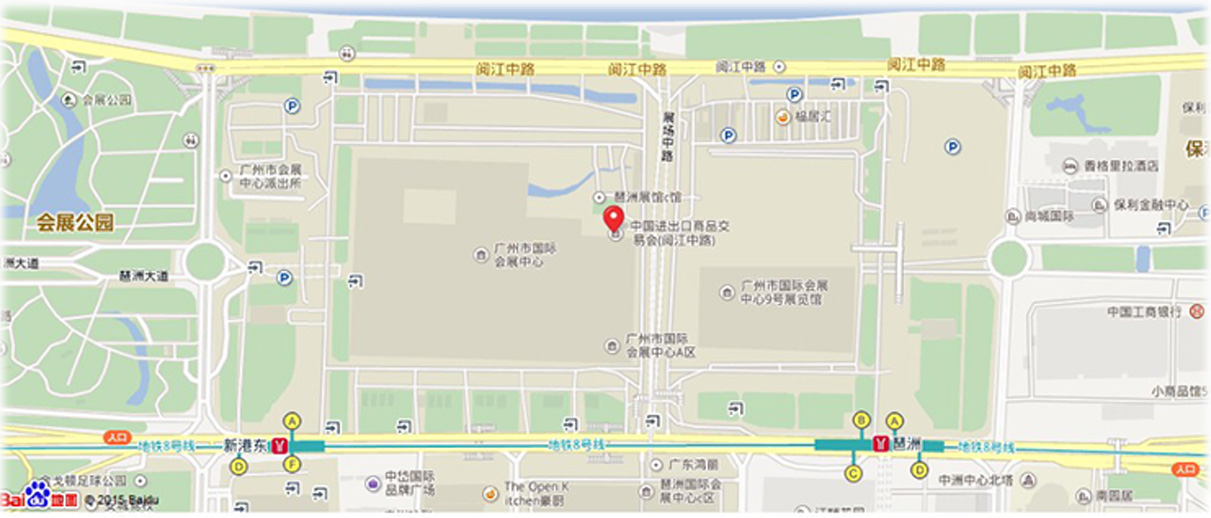 阅江中路
阅江中路
阅江中路
阅江中路
阅江中路
会展公园
P
P
P
P
榀居汇
展场中路
保利
保利
广州市会展
中心派出所
琶洲展馆c馆
香格里拉酒店
会展公园
中国进出口商品交
易会(阅江中路)
尚城国际
保利金融中心
P
广州市国际
会展中心
洲大道
琶洲大道
P
广州市国际会展
中心9号展览馆
中国工商银行
广州市国际
会展中心A区
小商品馆5
A
B
A
入口
地铁8号线
新港东
地铁8号线
琶洲
地铁8号线
D
F
C
D
入口
广东鸿丽
中岱国际
品牌广场
The Open K
itchen豪厨
琶洲国际会
展中心c区
中洲中心北塔
南园居
戈顿足球公园
Bai du 地图
© 2015 Baidu